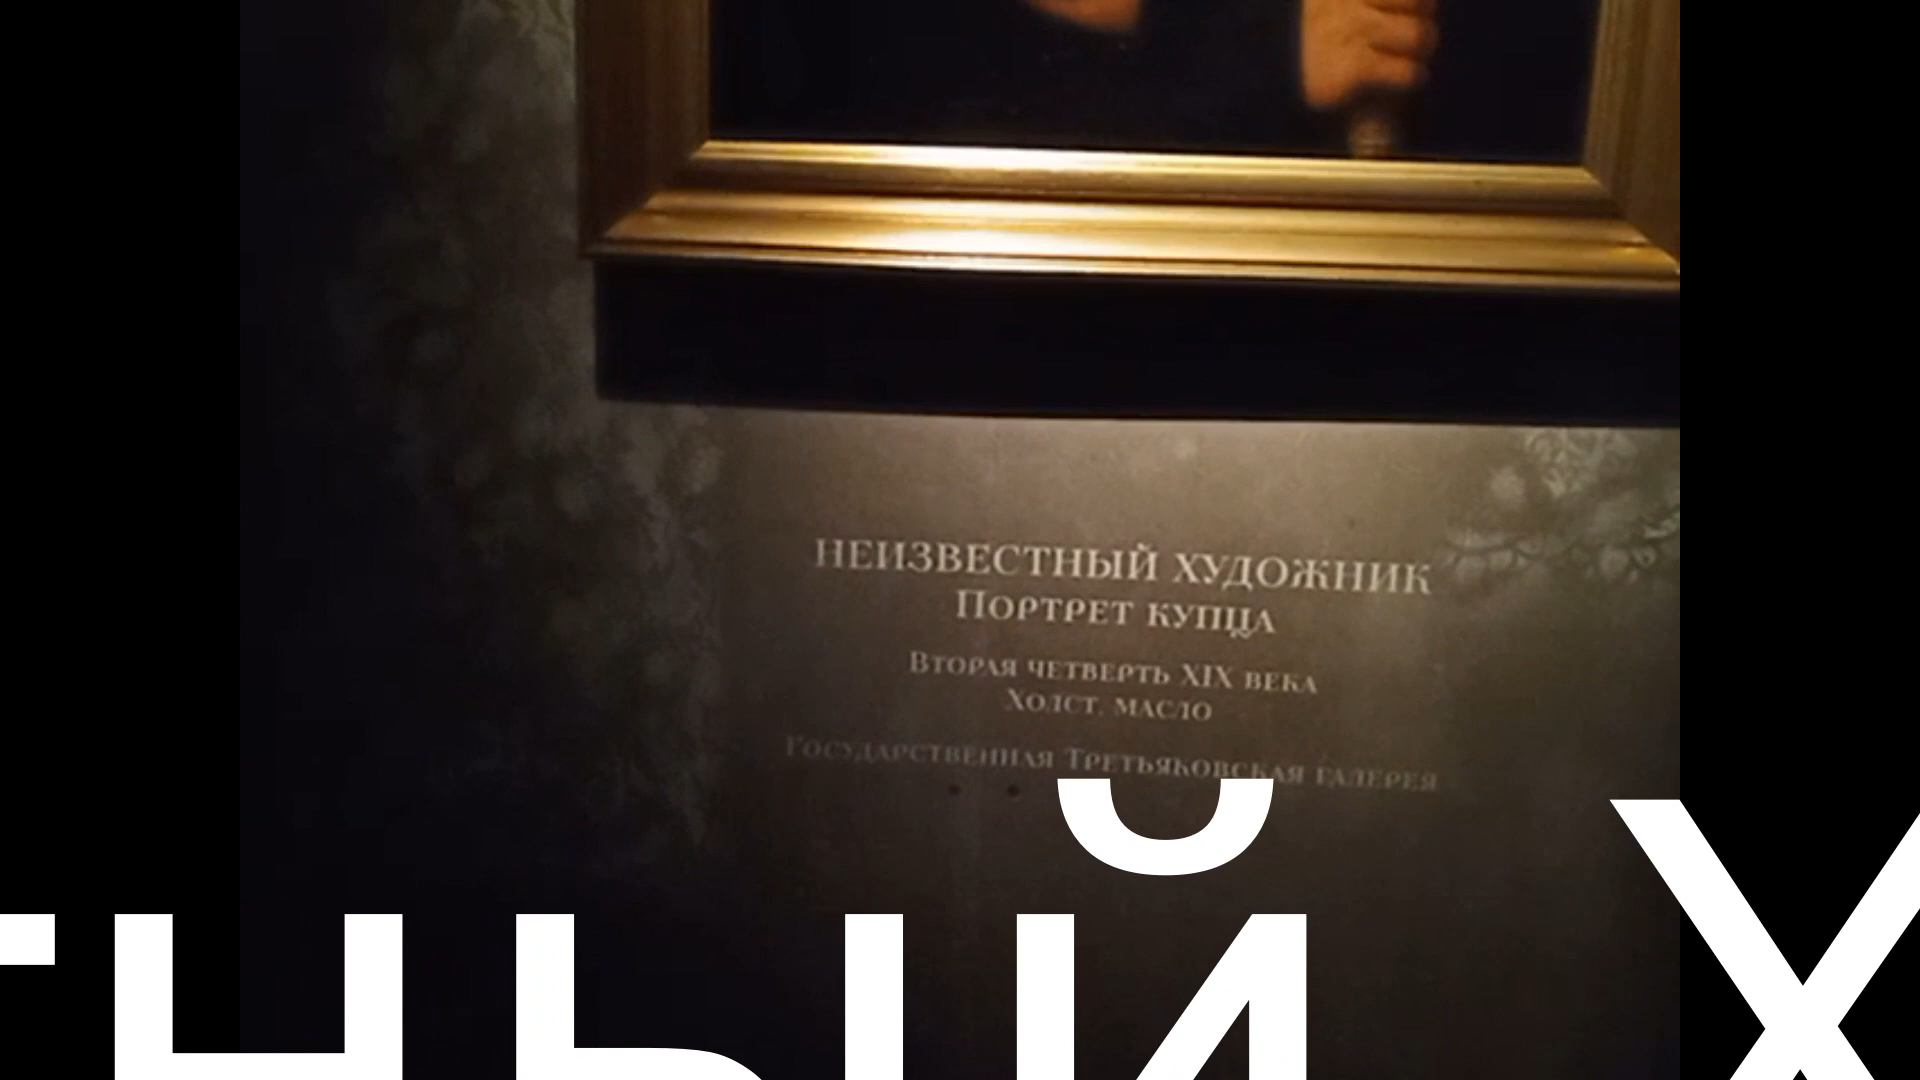 НЕИЗВЕСТНЫЙ ХУДОЖНИК
ПОРТРЕТ КУПЦА
ВТОРАЯ ЧЕТВЕРТЬ XIX ВЕКА
ХОЛСТ, МАСЛО
ГОСУДАРСТВЕННАЯ ТРЕТЬЯКОВСКАЯ ГАЛЕРЕЯ
тный Х